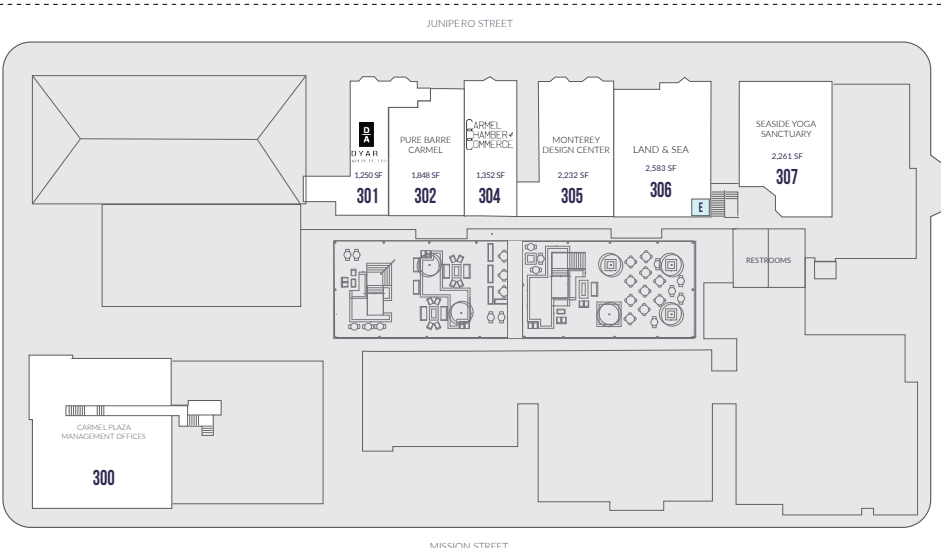 JUNIPERO STREET
D
A
DYAR
1,250 SF
301
PURE BARRE
CARMEL
1,848 SF
302
CARMEL
CHAMBER of
COMMERCE
1,352 SF
304
MONTEREY
DESIGN CENTER
2,232 SF
305
LAND & SEA
2,583 SF
306
E
SEASIDE YOGA
SANCTUARY
2,261 SF
307
RESTROOMS
CARMEL PLAZA
MANAGEMENT OFFICES
300
MISSION STREET